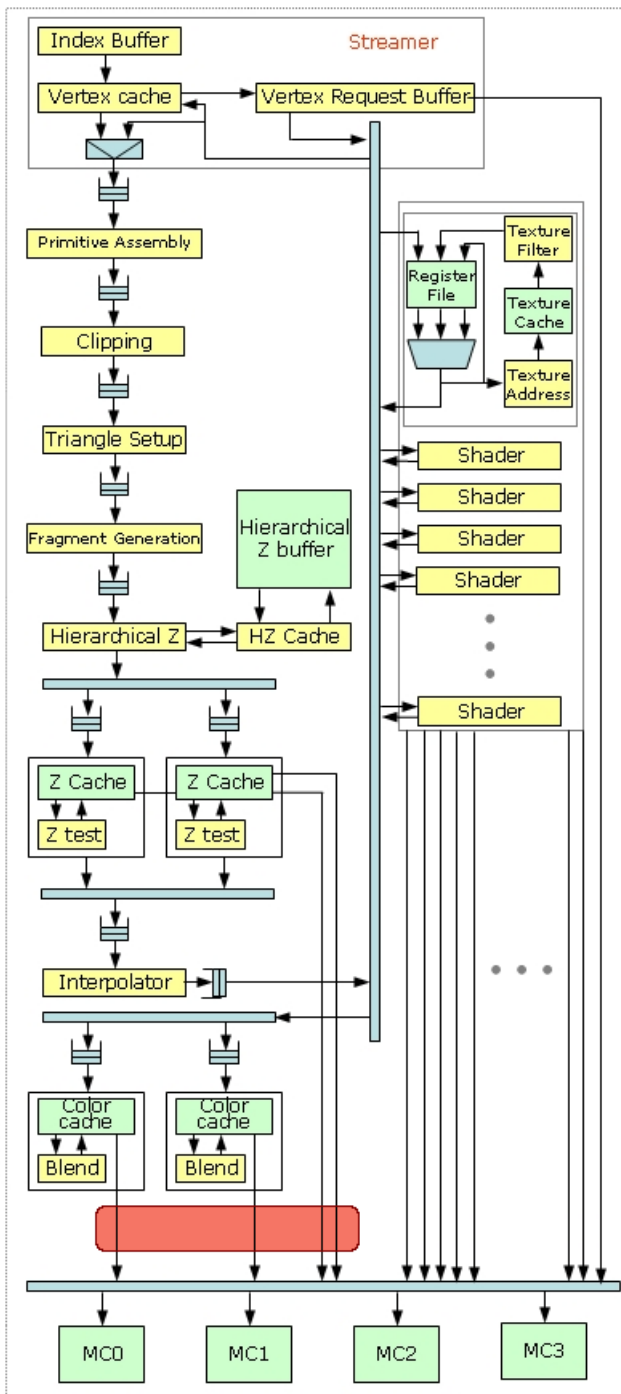 Streamer
Index Buffer
Vertex cache
Vertex Request Buffer
Primitive Assembly
Clipping
Triangle Setup
Fragment Generation
Hierarchical Z
HZ Cache
Hierarchical
Z buffer
Register
File
Texture
Filter
Texture
Cache
Texture
Address
Shader
Shader
Shader
Shader
Shader
Z Cache
Z test
Z Cache
Z test
Interpolator
Color
cache
Blend
Color
cache
Blend
MC0
MC1
MC2
MC3